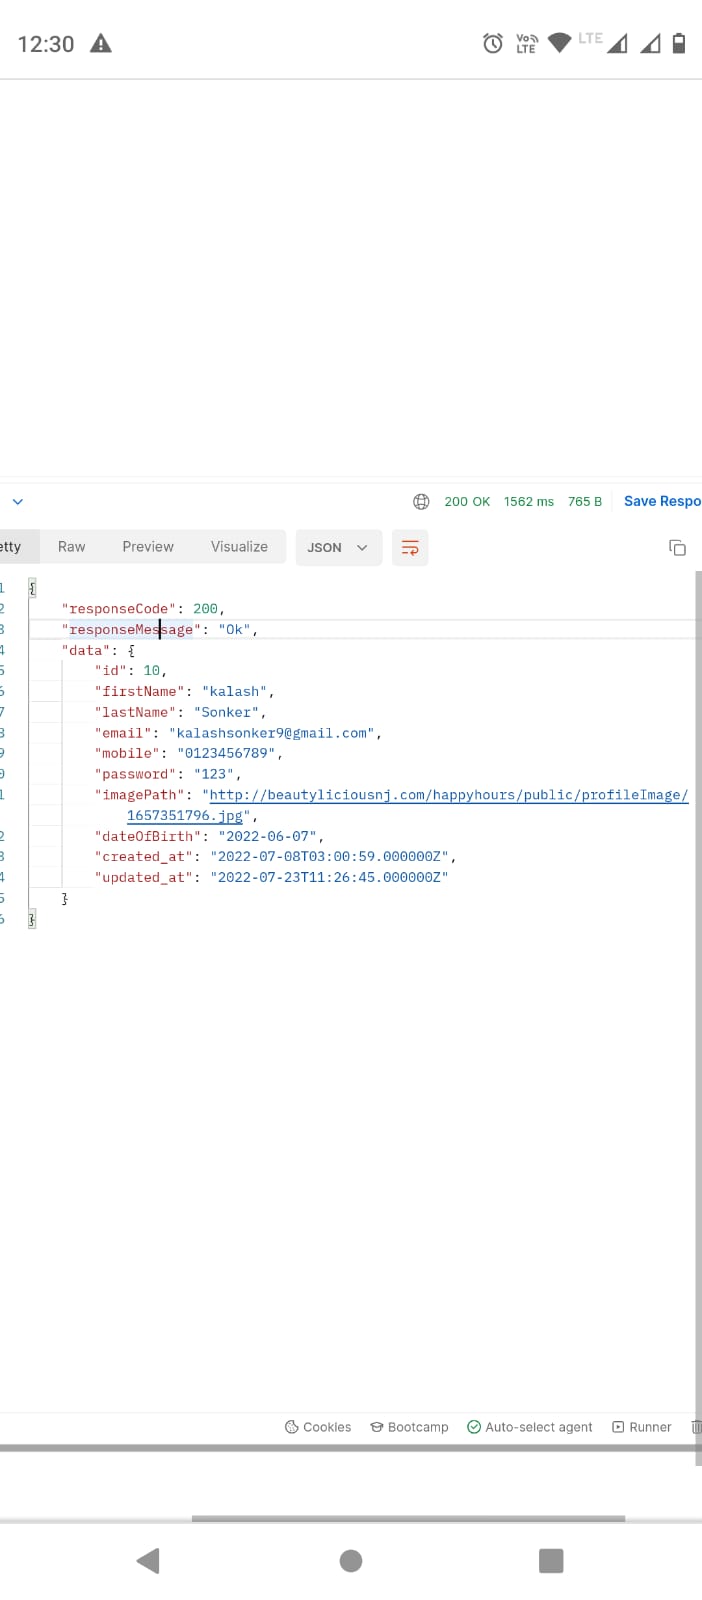 12:30 Vo LTE LTE
200 OK 1562 ms 765 B Save Respo
etty Raw Preview Visualize JSON
1 {
2 "responseCode": 200,
3 "responseMessage": "Ok",
4 "data": {
5 "id": 10,
6 "firstName": "kalash",
7 "lastName": "Sonker",
8 "email": "kalashsonker9@gmail.com",
9 "mobile": "0123456789",
0 "password": "123",
1 "imagePath": "http://beautyliciousnj.com/happyhours/public/profileImage/
1657351796.jpg",
2 "dateOfBirth": "2022-06-07",
3 "created_at": "2022-07-08T03:00:59.000000Z",
4 "updated_at": "2022-07-23T11:26:45.000000Z"
5 }
6 }
Cookies Bootcamp Auto-select agent Runner